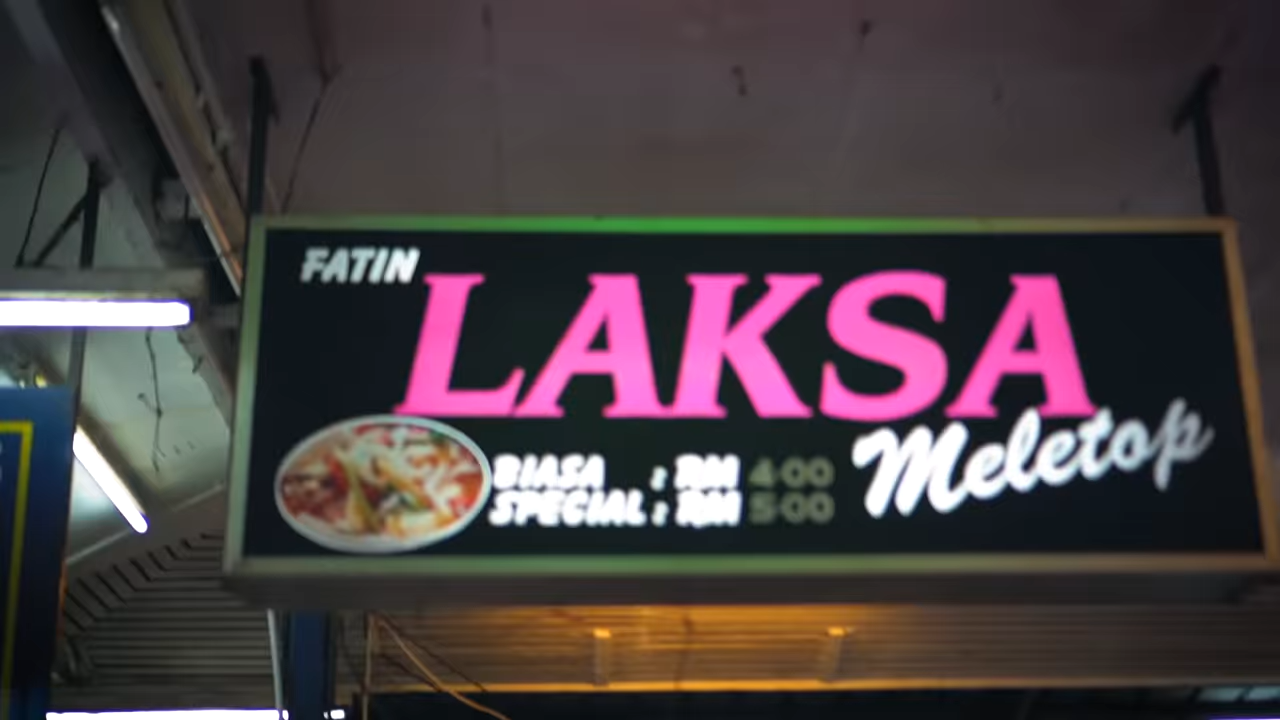 FATIN
LAKSA
Meletop
BIASA : RM 4.00
SPECIAL : RM 5.00